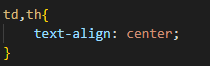 td,th{
    text-align: center;
}